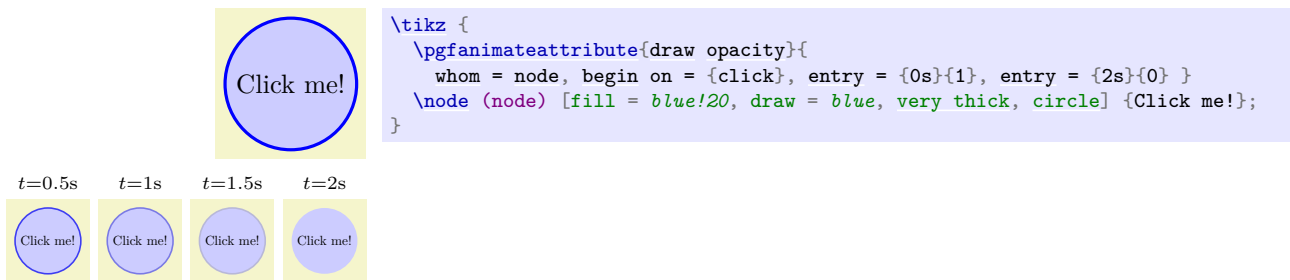 Click me!
\tikz {
  \pgfanimateattribute{draw opacity}{
    whom = node, begin on = {click}, entry = {0s}{1}, entry = {2s}{0} }
  \node (node) [fill = blue!20, draw = blue, very thick, circle] {Click me!};
}
t=0.5s t=1s t=1.5s t=2s
Click me! Click me! Click me! Click me!